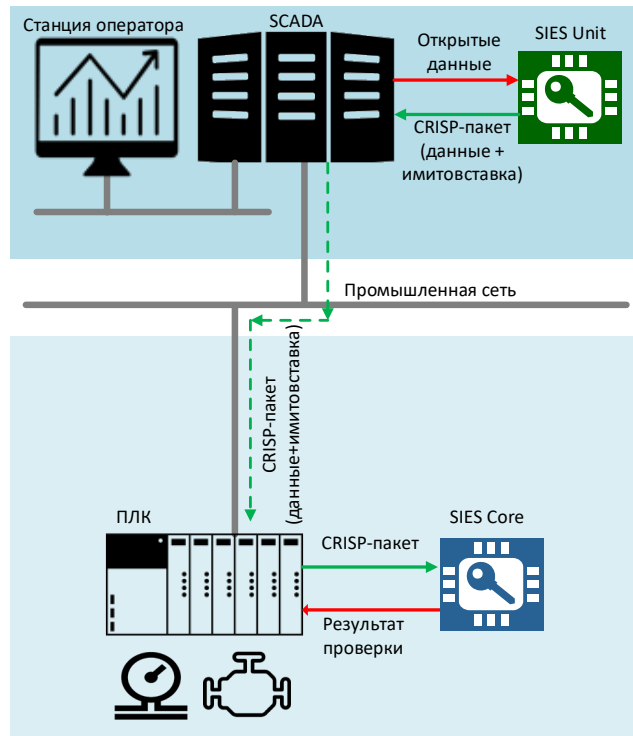 Станция оператора
SCADA
Открытые
данные
SIES Unit
CRISP-пакет
(данные +
имитовставка)
Промышленная сеть
CRISP-пакет
(данные+имитовставка)
ПЛК
CRISP-пакет
SIES Core
Результат
проверки